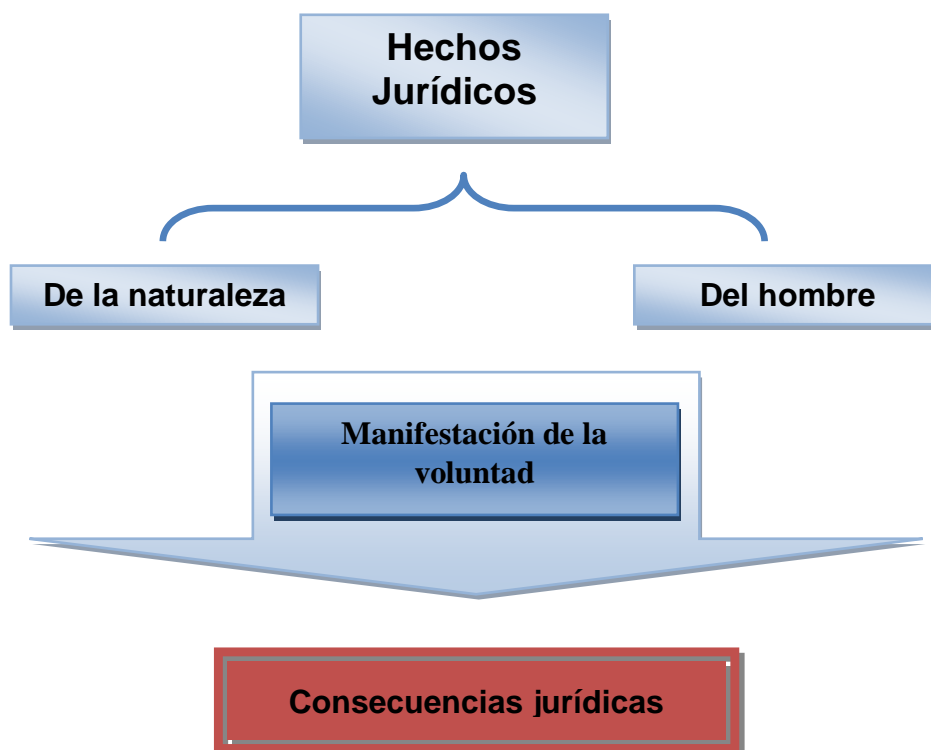 Hechos
Jurídicos
De la naturaleza
Del hombre
Manifestación de la
voluntad
Consecuencias jurídicas